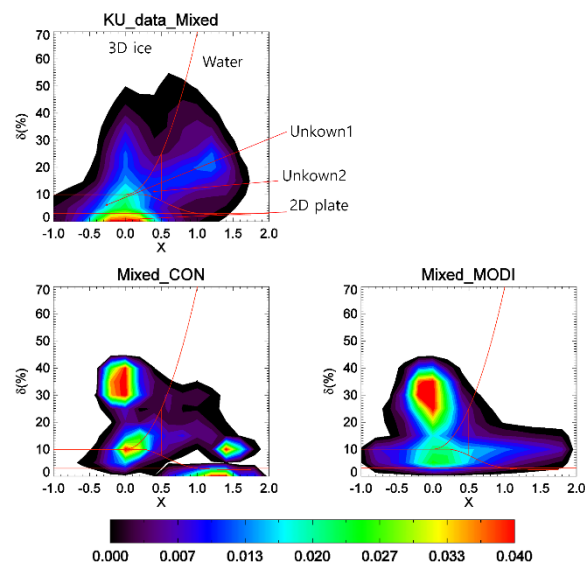 KU_data_Mixed
3D ice
Water
Unkown1
Unkown2
2D plate
δ(%)
70
60
50
40
30
20
10
0
-1.0 -0.5 0.0 0.5 1.0 1.5 2.0
X
Mixed_CON
δ(%)
70
60
50
40
30
20
10
0
-1.0 -0.5 0.0 0.5 1.0 1.5 2.0
X
Mixed_MODI
δ(%)
70
60
50
40
30
20
10
0
-1.0 -0.5 0.0 0.5 1.0 1.5 2.0
X
0.000 0.007 0.013 0.020 0.027 0.033 0.040